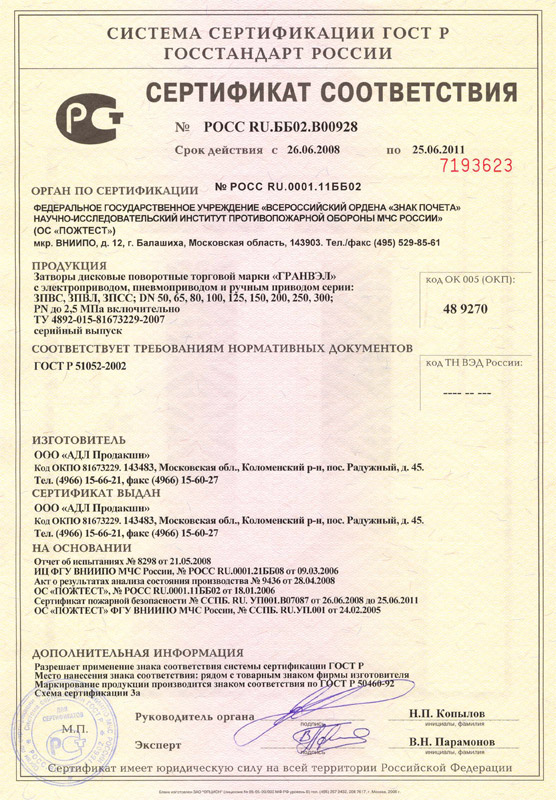 СИСТЕМА СЕРТИФИКАЦИИ ГОСТ Р
ГОССТАНДАРТ РОССИИ
СЕРТИФИКАТ СООТВЕТСТВИЯ
№ РОСС RU.ББ02.В00928
Срок действия с 26.06.2008 по 25.06.2011
7193623
ОРГАН ПО СЕРТИФИКАЦИИ № РОСС RU.0001.11ББ02
ФЕДЕРАЛЬНОЕ ГОСУДАРСТВЕННОЕ УЧРЕЖДЕНИЕ «ВСЕРОССИЙСКИЙ ОРДЕНА «ЗНАК ПОЧЕТА»
НАУЧНО-ИССЛЕДОВАТЕЛЬСКИЙ ИНСТИТУТ ПРОТИВОПОЖАРНОЙ ОБОРОНЫ МЧС РОССИИ»
(ОС «ПОЖТЕСТ»)
мкр. ВНИИПО, д. 12, г. Балашиха, Московская область, 143903. Тел./факс (495) 529-85-61
ПРОДУКЦИЯ
Затворы дисковые поворотные торговой марки «ГРАНВЭЛ»
с электроприводом, пневмоприводом и ручным приводом серии:
ЗПВС, ЗПВЛ, ЗПСС; DN 50, 65, 80, 100, 125, 150, 200, 250, 300;
PN до 2,5 МПа включительно
ТУ 4892-015-81673229-2007
серийный выпуск
код ОК 005 (ОКП):
48 9270
СООТВЕТСТВУЕТ ТРЕБОВАНИЯМ НОРМАТИВНЫХ ДОКУМЕНТОВ
ГОСТ Р 51052-2002
код ТН ВЭД России:
---- -- ---
ИЗГОТОВИТЕЛЬ
ООО «АДЛ Продакшн»
Код ОКПО 81673229. 143483, Московская обл., Коломенский р-н, пос. Радужный, д. 45.
Тел. (4966) 15-66-21, факс (4966) 15-60-27
СЕРТИФИКАТ ВЫДАН
ООО «АДЛ Продакшн»
Код ОКПО 81673229. 143483, Московская обл., Коломенский р-н, пос. Радужный, д. 45.
Тел. (4966) 15-66-21, факс (4966) 15-60-27
НА ОСНОВАНИИ
Отчет об испытаниях № 8298 от 21.05.2008
ИЦ ФГУ ВНИИПО МЧС России, № РОСС RU.0001.21ББ08 от 09.03.2006
Акт о результатах анализа состояния производства № 9436 от 28.04.2008
ОС «ПОЖТЕСТ», № РОСС RU.0001.11ББ02 от 18.01.2006
Сертификат пожарной безопасности № ССПБ. RU. УП001.В07087 от 26.06.2008 до 25.06.2011
ОС «ПОЖТЕСТ» ФГУ ВНИИПО МЧС России, № ССПБ. RU.УП.001 от 24.02.2005
ДОПОЛНИТЕЛЬНАЯ ИНФОРМАЦИЯ
Разрешает применение знака соответствия системы сертификации ГОСТ Р
Место нанесения знака соответствия: рядом с товарным знаком фирмы изготовителя
Маркирование продукции производится знаком соответствия по ГОСТ Р 50460-92
Схема сертификации 3а
ДЛЯ
СЕРТИФИКАТОВ
М.П.
Руководитель органа
подпись
Н.П. Копылов
инициалы, фамилия
Эксперт
подпись
В.Н. Парамонов
инициалы, фамилия
Сертификат имеет юридическую силу на всей территории Российской Федерации